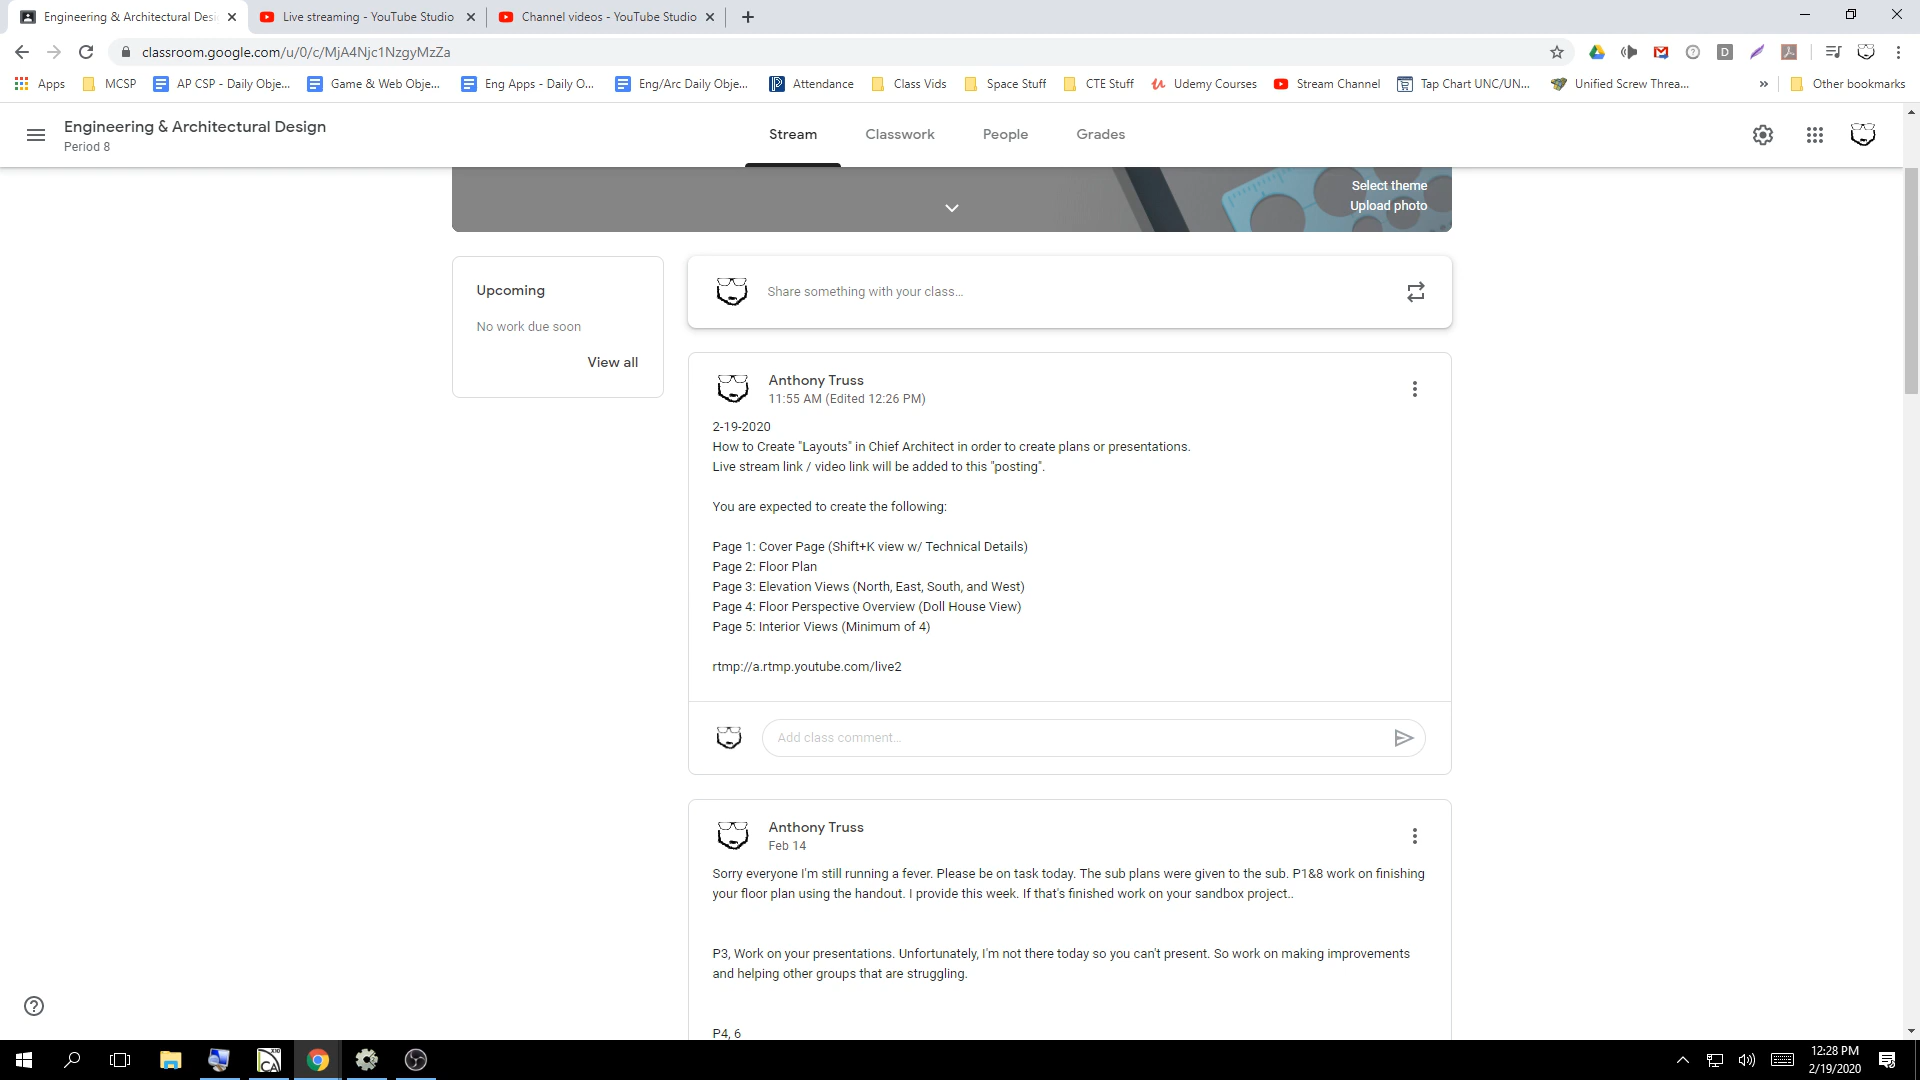 Engineering & Architectural Desi
Live streaming - YouTube Studio
Channel videos - YouTube Studio
classroom.google.com/u/0/c/MjA4Njc1NzgyMzZa
Apps
MCSP
AP CSP - Daily Obje...
Game & Web Obje...
Eng Apps - Daily O...
Eng/Arc Daily Obje...
Attendance
Class Vids
Space Stuff
CTE Stuff
Udemy Courses
Stream Channel
Tap Chart UNC/UN...
Unified Screw Threa...
Other bookmarks
Engineering & Architectural Design
Period 8
Stream
Classwork
People
Grades
Select theme
Upload photo
Upcoming
No work due soon
View all
Share something with your class...
Anthony Truss
11:55 AM (Edited 12:26 PM)
2-19-2020
How to Create "Layouts" in Chief Architect in order to create plans or presentations.
Live stream link / video link will be added to this "posting".
You are expected to create the following:
Page 1: Cover Page (Shift+K view w/ Technical Details)
Page 2: Floor Plan
Page 3: Elevation Views (North, East, South, and West)
Page 4: Floor Perspective Overview (Doll House View)
Page 5: Interior Views (Minimum of 4)
rtmp://a.rtmp.youtube.com/live2
Add class comment...
Anthony Truss
Feb 14
Sorry everyone I'm still running a fever. Please be on task today. The sub plans were given to the sub. P1&8 work on finishing
your floor plan using the handout. I provide this week. If that's finished work on your sandbox project..
P3, Work on your presentations. Unfortunately, I'm not there today so you can't present. So work on making improvements
and helping other groups that are struggling.
P4, 6
12:28 PM
2/19/2020